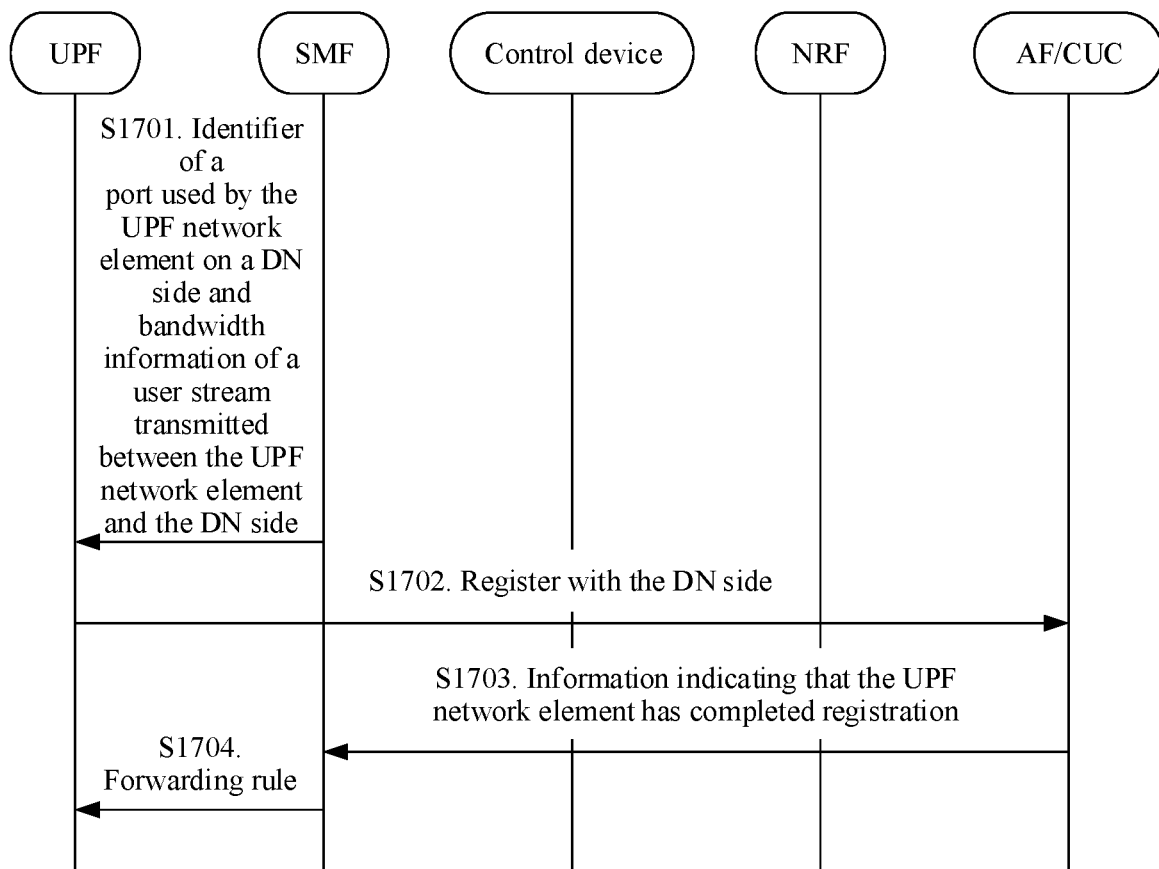 UPF
SMF
Control device
NRF
AF/CUC
S1701. Identifier
of a
port used by the
UPF network
element on a DN
side and
bandwidth
information of a
user stream
transmitted
between the UPF
network element
and the DN side
S1702. Register with the DN side
S1703. Information indicating that the UPF
network element has completed registration
S1704.
Forwarding rule